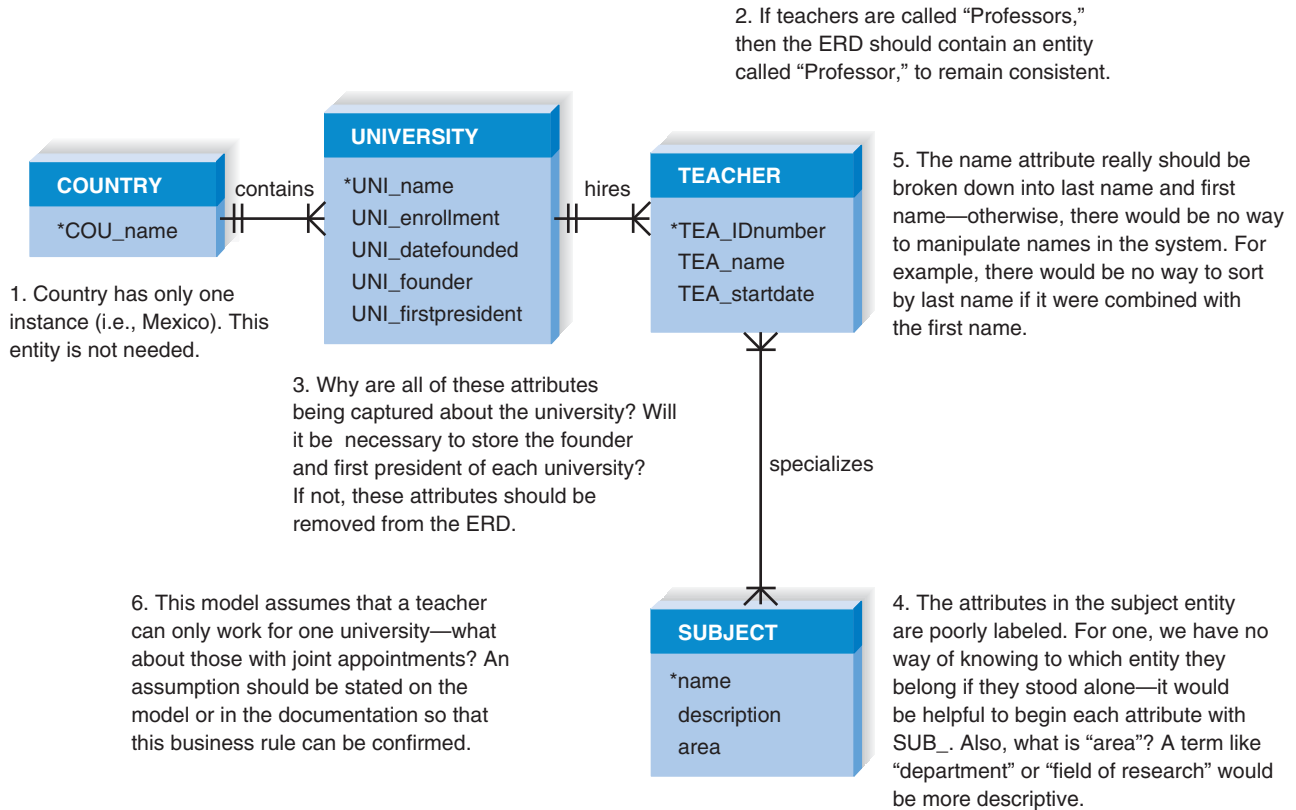 2. If teachers are called “Professors,”
then the ERD should contain an entity
called “Professor,” to remain consistent.
COUNTRY
*COU_name
contains
UNIVERSITY
*UNI_name
UNI_enrollment
UNI_datefounded
UNI_founder
UNI_firstpresident
hires
TEACHER
*TEA_IDnumber
TEA_name
TEA_startdate
5. The name attribute really should be
broken down into last name and first
name—otherwise, there would be no way
to manipulate names in the system. For
example, there would be no way to sort
by last name if it were combined with
the first name.
1. Country has only one
instance (i.e., Mexico). This
entity is not needed.
3. Why are all of these attributes
being captured about the university? Will
it be necessary to store the founder
and first president of each university?
If not, these attributes should be
removed from the ERD.
specializes
6. This model assumes that a teacher
can only work for one university—what
about those with joint appointments? An
assumption should be stated on the
model or in the documentation so that
this business rule can be confirmed.
SUBJECT
*name
description
area
4. The attributes in the subject entity
are poorly labeled. For one, we have no
way of knowing to which entity they
belong if they stood alone—it would
be helpful to begin each attribute with
SUB_. Also, what is “area”? A term like
“department” or “field of research” would
be more descriptive.